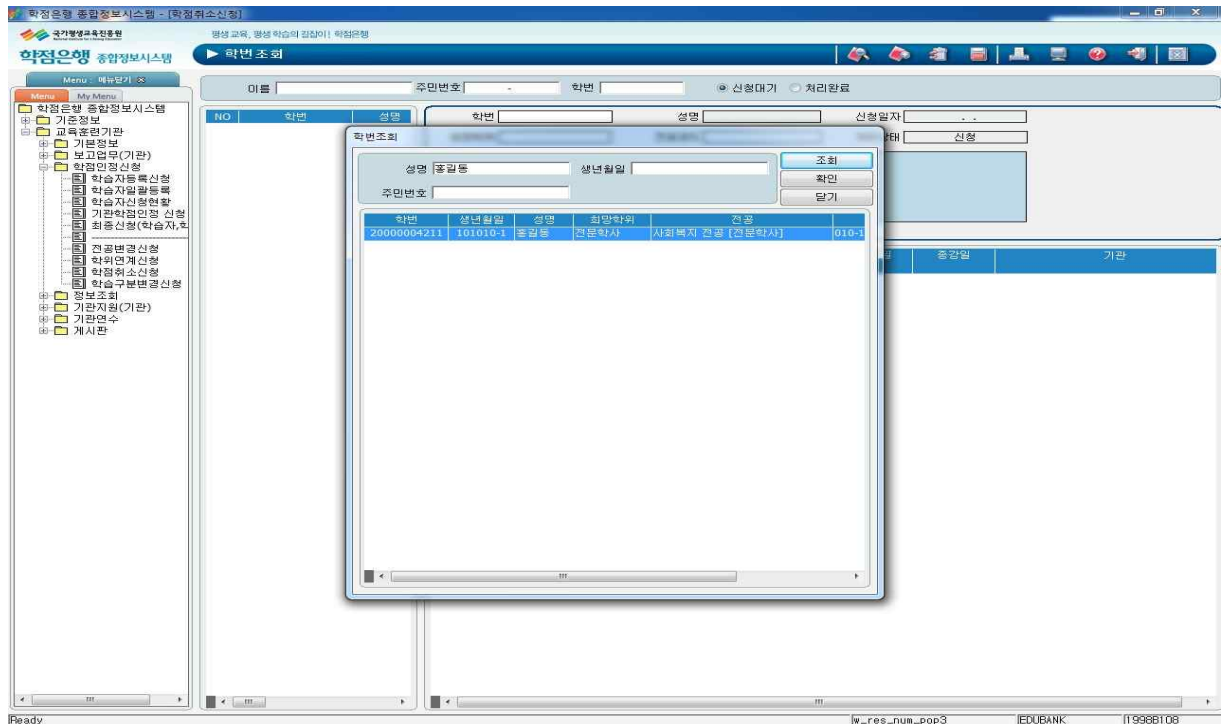 학점은행 종합정보시스템 - [학점취소신청]
국가평생교육진흥원
평생 교육, 평생 학습의 길잡이! 학점은행
학점은행 종합정보시스템
▶ 학번조회
Menu : 메뉴닫기
Menu My Menu
이름 주민번호 - 학번 신청대기 처리완료
학점은행 종합정보시스템
기준정보
교육훈련기관
기본정보
보고업무(기관)
학점인정신청
학습자등록신청
학습자일괄등록
학습자신청현황
기관학점인정 신청
최종신청(학습자,학
전공변경신청
학위연계신청
학점취소신청
학습구분변경신청
정보조회
기관지원(기관)
기관연수
게시판
NO 학번 성명
학번 성명 신청일자 . .
신청
종강일 기관
학번조회
성명 홍길동 생년월일
주민번호
조회
확인
닫기
학번 생년월일 성명 희망학위 전공
20000004211 101010-1 홍길동 전문학사 사회복지 전공 [전문학사] 010-1
Ready w_res_num_pop3 EDUBANK 1998B108